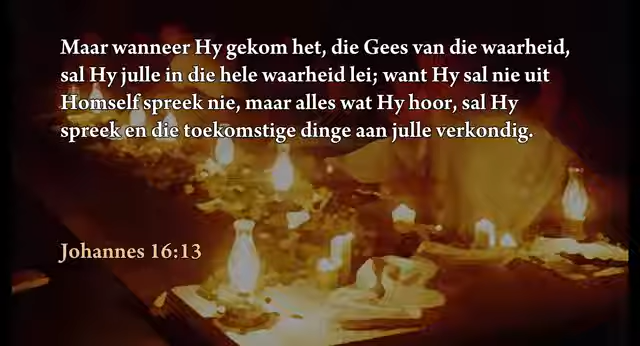 Maar wanneer Hy gekom het, die Gees van die waarheid,
sal Hy julle in die hele waarheid lei; want Hy sal nie uit
Homself spreek nie, maar alles wat Hy hoor, sal Hy
spreek en die toekomstige dinge aan julle verkondig.
Johannes 16:13